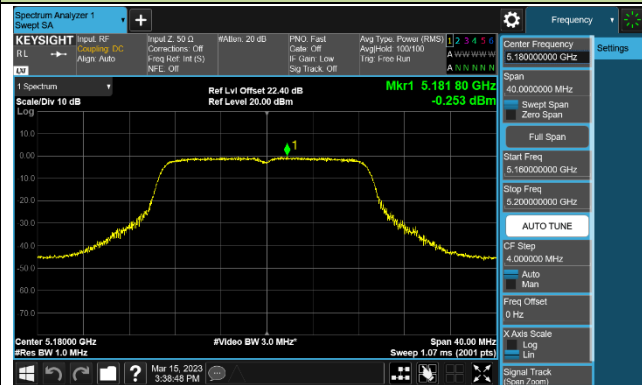 Spectrum Analyzer 1
Swept SA
Frequency
KEYSIGHT
RL
LXI
Input: RF
Coupling: DC
Align: Auto
Input Z: 50 Ω
Corrections: Off
Freq Ref: Int (S)
NFE: Off
#Atten: 20 dB
PNO: Fast
Gate: Off
IF Gain: Low
Sig Track: Off
Avg Type: Power (RMS)
Avg|Hold: 100/100
Trig: Free Run
1 2 3 4 5 6
A W W W W W
A N N N N N
Center Frequency
5.180000000 GHz
Settings
Span
40.0000000 MHz
Swept Span
Zero Span
Full Span
Start Freq
5.160000000 GHz
Stop Freq
5.200000000 GHz
AUTO TUNE
CF Step
4.000000 MHz
Auto
Man
Freq Offset
0 Hz
X Axis Scale
Log
Lin
Signal Track
(Span Zoom)
1 Spectrum
Scale/Div 10 dB
Log
Ref Lvl Offset 22.40 dB
Ref Level 20.00 dBm
Mkr1 5.181 80 GHz
-0.253 dBm
1
10.0
0.00
-10.0
-20.0
-30.0
-40.0
-50.0
-60.0
-70.0
Center 5.18000 GHz
#Res BW 1.0 MHz
#Video BW 3.0 MHz*
Span 40.00 MHz
Sweep 1.07 ms (2001 pts)
Mar 15, 2023
3:38:48 PM